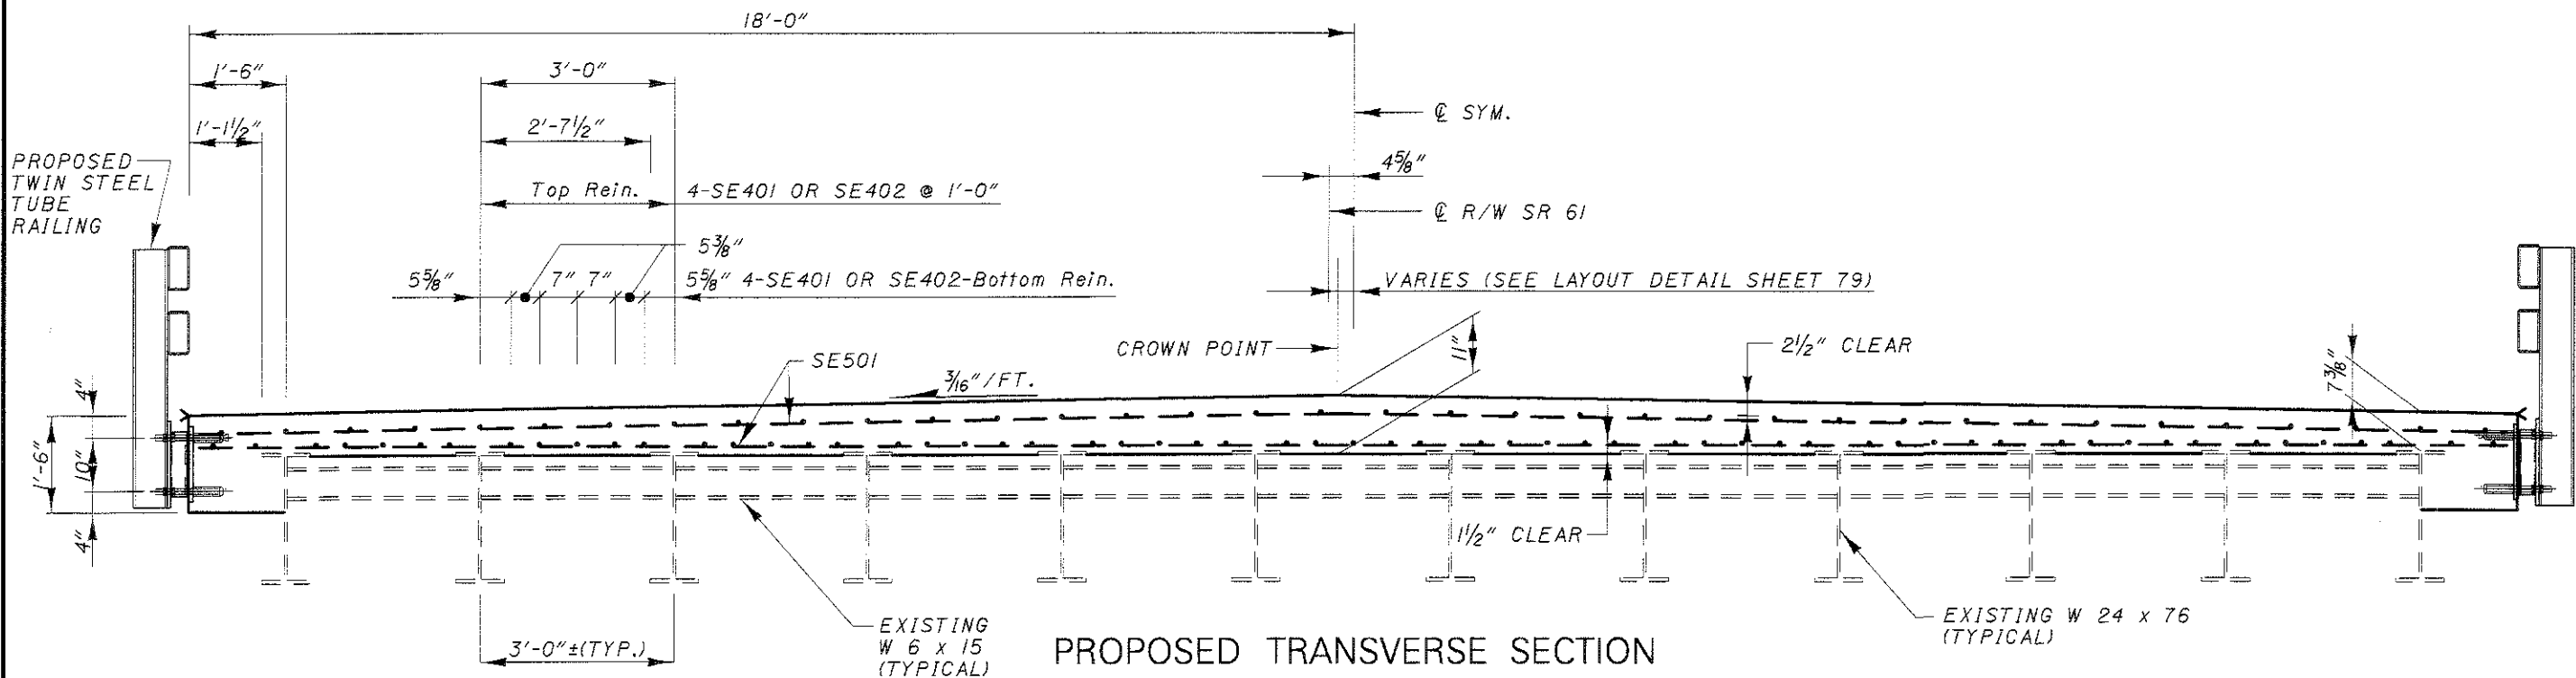 18'-0"
1'-6"
3'-0"
℄ SYM.
1'-1½"
2'-7½"
4⅝"
PROPOSED
TWIN STEEL
TUBE
RAILING
Top Rein.
4-SE401 OR SE402 @ 1'-0"
℄ R/W SR 61
5⅜"
5⅝"
7" 7"
5⅝" 4-SE401 OR SE402-Bottom Rein.
VARIES (SEE LAYOUT DETAIL SHEET 79)
CROWN POINT
11"
2½" CLEAR
SE501
3/16"/FT.
7⅜"
4"
1'-6"
10"
4"
1½" CLEAR
EXISTING
W 6 x 15
(TYPICAL)
3'-0"±(TYP.)
EXISTING W 24 x 76
(TYPICAL)
PROPOSED TRANSVERSE SECTION